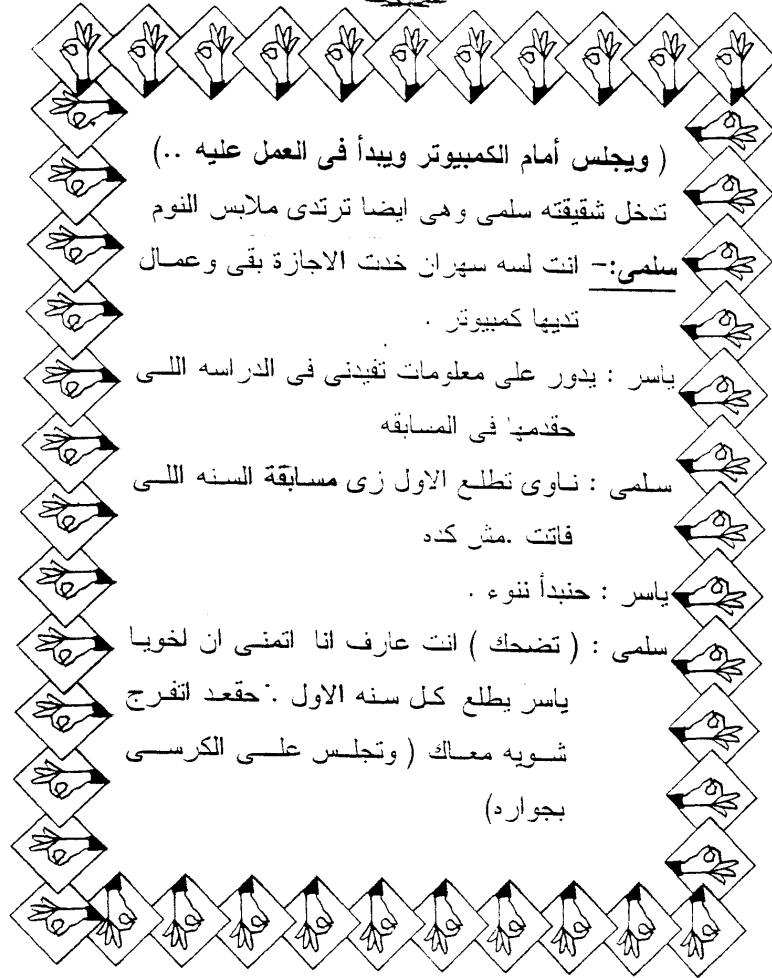 ( ويجلس أمام الكمبيوتر ويبدأ فى العمل عليه ..)
تدخل شقيقته سلمى وهى ايضا ترتدى ملابس النوم
سلمى:- انت لسه سهران خدت الاجازة بقى وعمال
تديها كمبيوتر .
ياسر : يدور على معلومات تفيدنى فى الدراسه اللى
حقدمها فى المسابقه
سلمى : ناوى تطلع الاول زى مسابقة السنه اللى
فاتت .مش كده
ياسر : حنبدأ ننوء .
سلمى : ( تضحك ) انت عارف انا اتمنى ان لخويا
ياسر يطلع كل سنه الاول . حقعد اتفرج
شويه معاك ( وتجلس على الكرسى
بجواره)